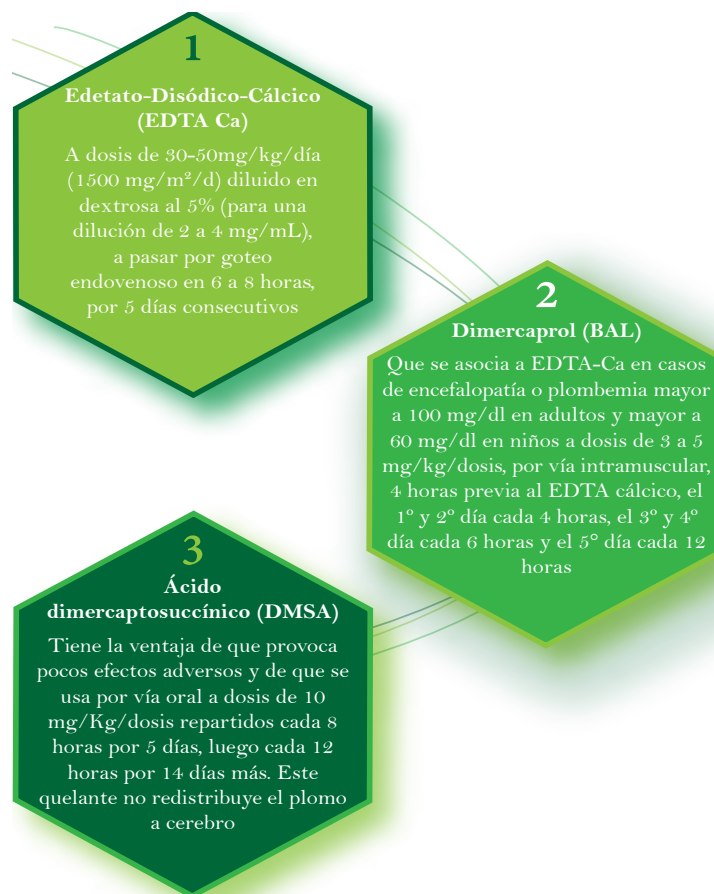 1
Edetato-Disódico-Cálcico
(EDTA Ca)
A dosis de 30-50mg/kg/día
(1500 mg/m²/d) diluido en
dextrosa al 5% (para una
dilución de 2 a 4 mg/mL),
a pasar por goteo
endovenoso en 6 a 8 horas,
por 5 días consecutivos
2
Dimercaprol (BAL)
Que se asocia a EDTA-Ca en casos
de encefalopatía o plombemia mayor
a 100 mg/dl en adultos y mayor a
60 mg/dl en niños a dosis de 3 a 5
mg/kg/dosis, por vía intramuscular,
4 horas previa al EDTA cálcico, el
1º y 2º día cada 4 horas, el 3º y 4º
día cada 6 horas y el 5° día cada 12
horas
3
Ácido
dimercaptosuccínico (DMSA)
Tiene la ventaja de que provoca
pocos efectos adversos y de que se
usa por vía oral a dosis de 10
mg/Kg/dosis repartidos cada 8
horas por 5 días, luego cada 12
horas por 14 días más. Este
quelante no redistribuye el plomo
a cerebro